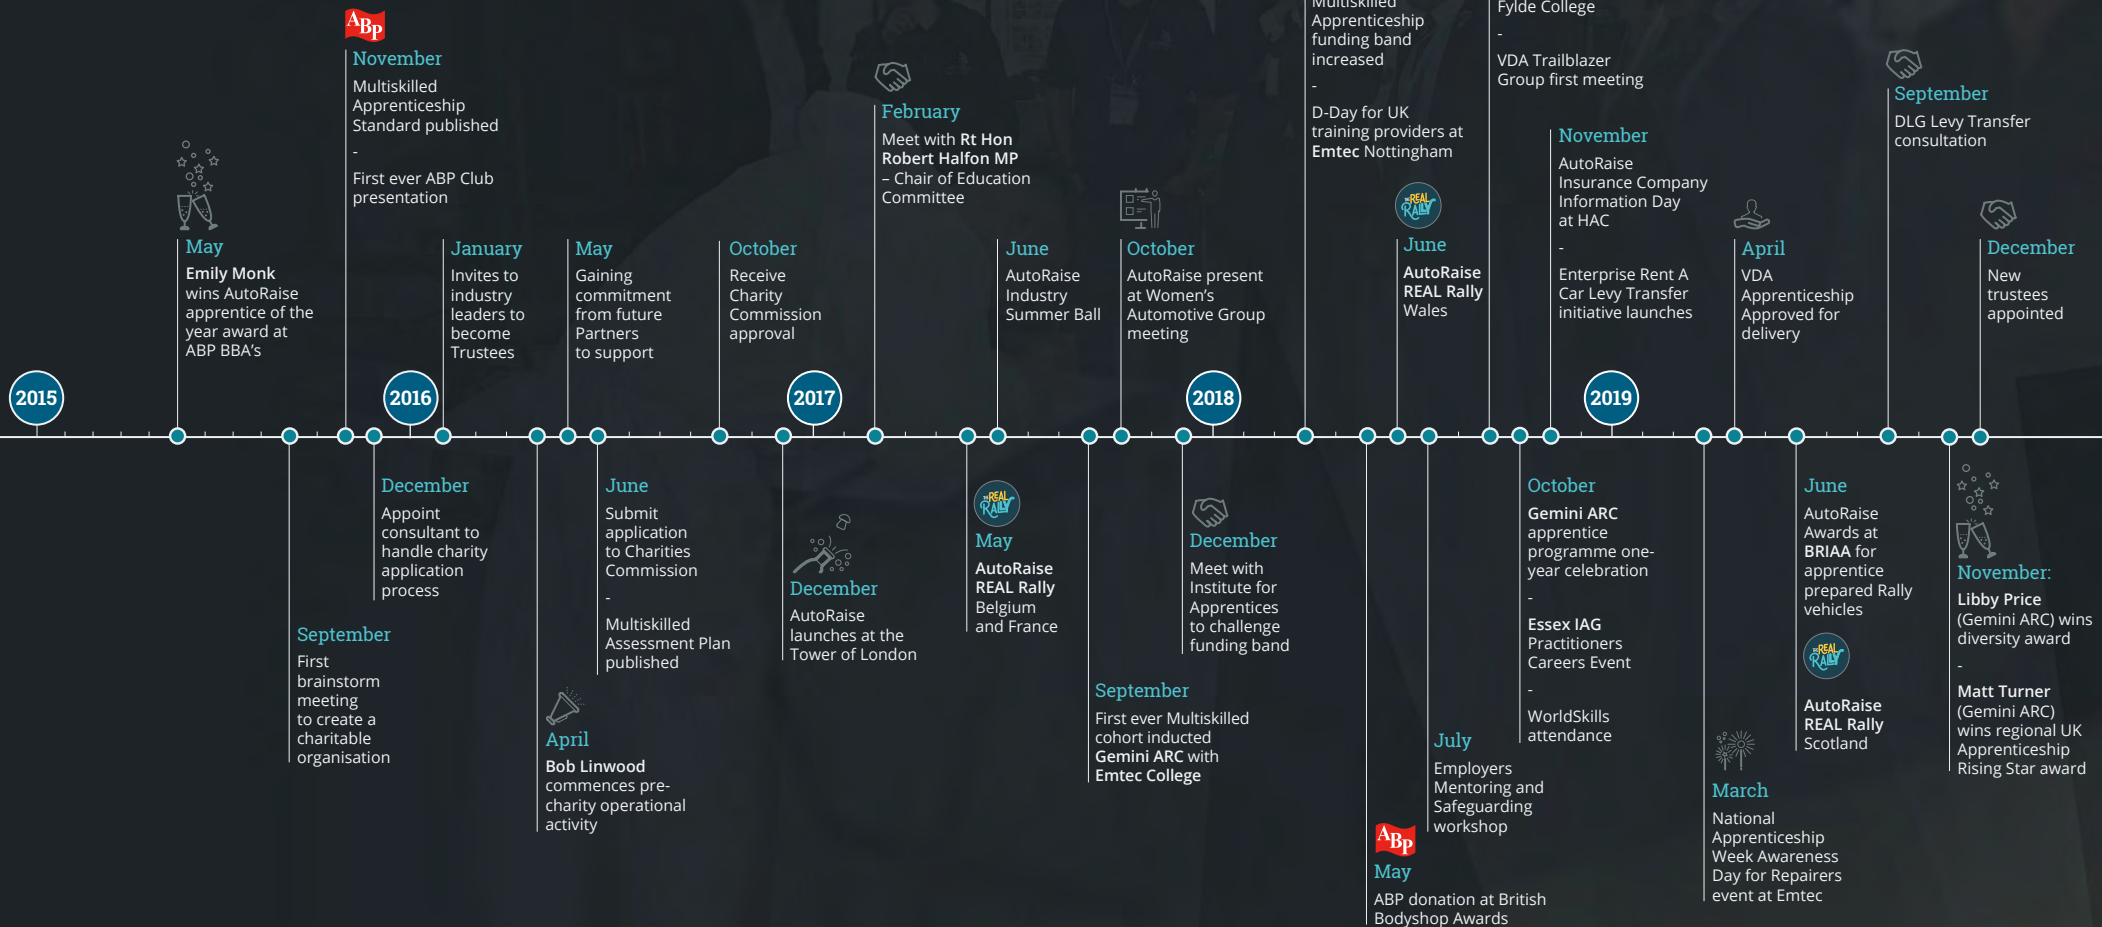 May
Emily Monk
wins AutoRaise
apprentice of the
year award at
ABP BBA’s
ABP
November
Multiskilled
Apprenticeship
Standard published
-
First ever ABP Club
presentation
January
Invites to
industry
leaders to
become
Trustees
May
Gaining
commitment
from future
Partners
to support
October
Receive
Charity
Commission
approval
February
Meet with Rt Hon
Robert Halfon MP
– Chair of Education
Committee
June
AutoRaise
Industry
Summer Ball
October
AutoRaise present
at Women’s
Automotive Group
meeting
Multiskilled
Apprenticeship
funding band
increased
-
D-Day for UK
training providers at
Emtec Nottingham
THE REAL
RALLY
June
AutoRaise
REAL Rally
Wales
Fylde College
-
VDA Trailblazer
Group first meeting
November
AutoRaise
Insurance Company
Information Day
at HAC
-
Enterprise Rent A
Car Levy Transfer
initiative launches
April
VDA
Apprenticeship
Approved for
delivery
September
DLG Levy Transfer
consultation
December
New
trustees
appointed
2015
2016
2017
2018
2019
September
First
brainstorm
meeting
to create a
charitable
organisation
December
Appoint
consultant to
handle charity
application
process
April
Bob Linwood
commences pre-
charity operational
activity
June
Submit
application
to Charities
Commission
-
Multiskilled
Assessment Plan
published
December
AutoRaise
launches at the
Tower of London
THE REAL
RALLY
May
AutoRaise
REAL Rally
Belgium
and France
September
First ever Multiskilled
cohort inducted
Gemini ARC with
Emtec College
December
Meet with
Institute for
Apprentices
to challenge
funding band
ABP
May
ABP donation at British
Bodyshop Awards
July
Employers
Mentoring and
Safeguarding
workshop
October
Gemini ARC
apprentice
programme one-
year celebration
-
Essex IAG
Practitioners
Careers Event
-
WorldSkills
attendance
March
National
Apprenticeship
Week Awareness
Day for Repairers
event at Emtec
June
AutoRaise
Awards at
BRIAA for
apprentice
prepared Rally
vehicles
THE REAL
RALLY
AutoRaise
REAL Rally
Scotland
November:
Libby Price
(Gemini ARC) wins
diversity award
-
Matt Turner
(Gemini ARC)
wins regional UK
Apprenticeship
Rising Star award